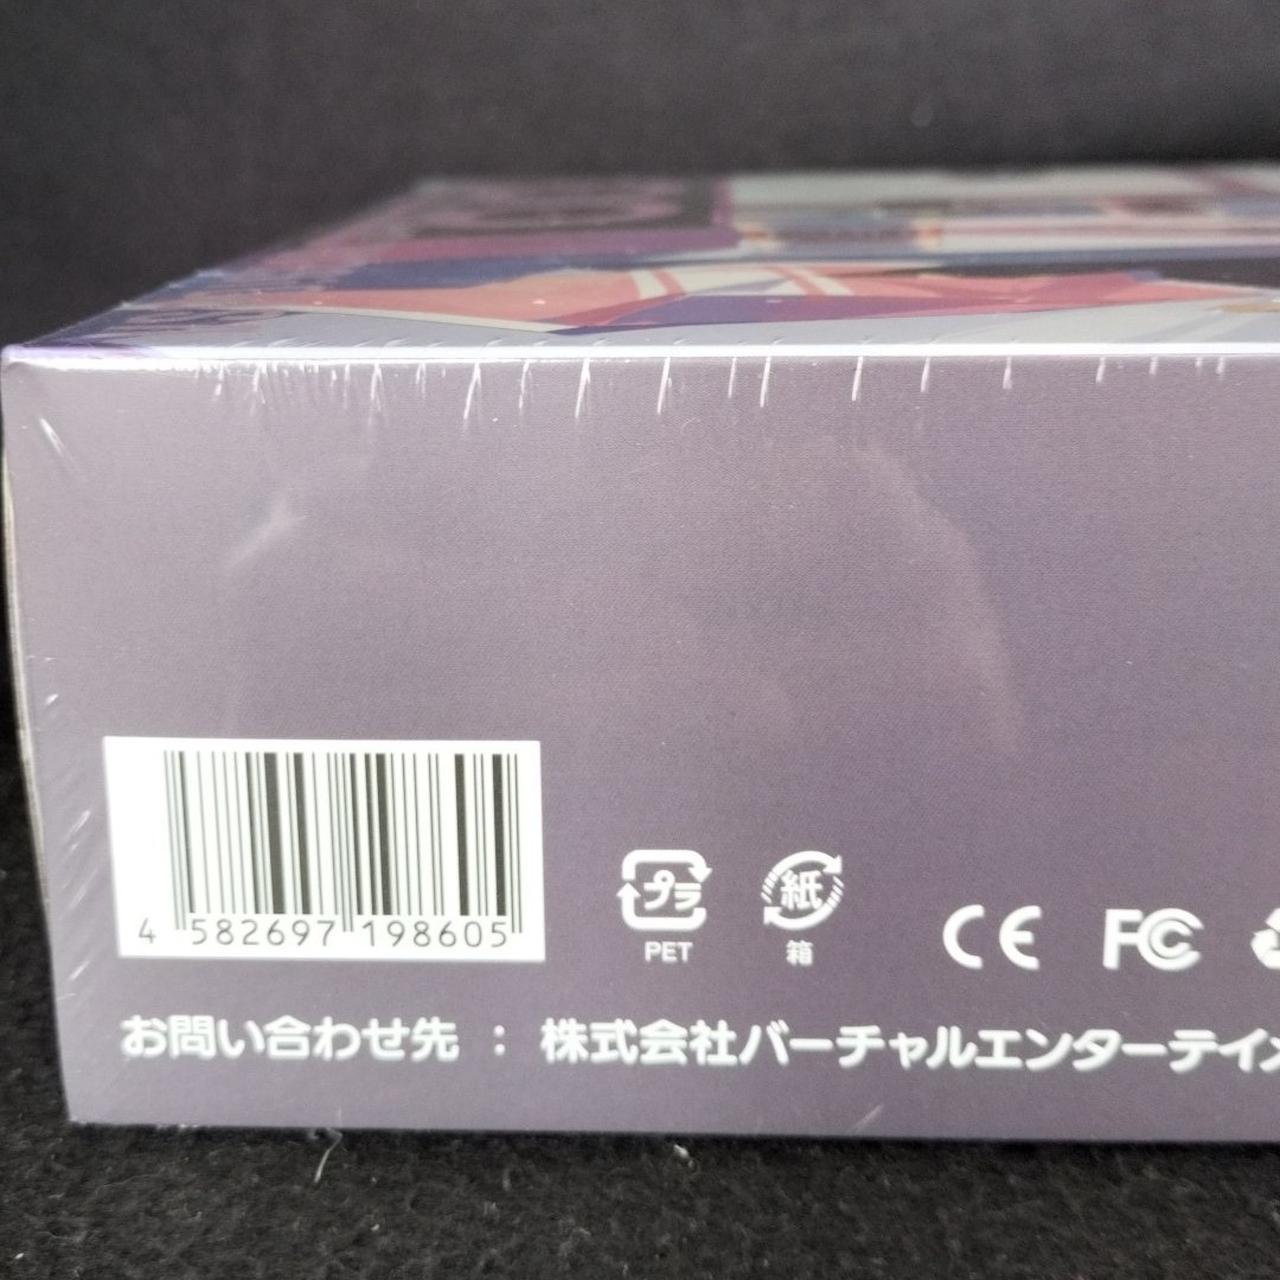 4 582697 198605
プラ
PET
紙
箱
CE FC
お問い合わせ先 : 株式会社バーチャルエンターテイメ